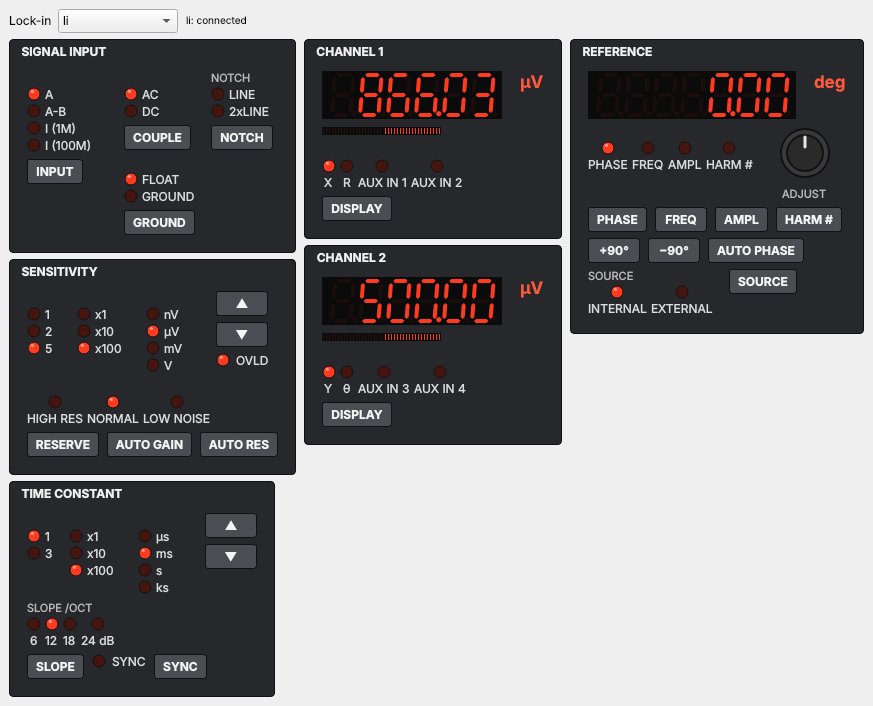 Lock-in li li: connected
SIGNAL INPUT
NOTCH
A AC LINE
A-B DC 2xLINE
I (1M)
I (100M)
COUPLE NOTCH
INPUT
FLOAT
GROUND
GROUND
SENSITIVITY
1 x1 nV ▲
2 x10 µV ▼
5 x100 mV
V OVLD
HIGH RES NORMAL LOW NOISE
RESERVE AUTO GAIN AUTO RES
TIME CONSTANT
1 x1 µs ▲
3 x10 ms ▼
x100 s
ks
SLOPE /OCT
6 12 18 24 dB
SLOPE SYNC SYNC
CHANNEL 1
866.03 µV
X R AUX IN 1 AUX IN 2
DISPLAY
CHANNEL 2
500.00 µV
Y θ AUX IN 3 AUX IN 4
DISPLAY
REFERENCE
0.00 deg
PHASE FREQ AMPL HARM #
ADJUST
PHASE FREQ AMPL HARM #
+90° −90° AUTO PHASE
SOURCE
SOURCE
INTERNAL EXTERNAL